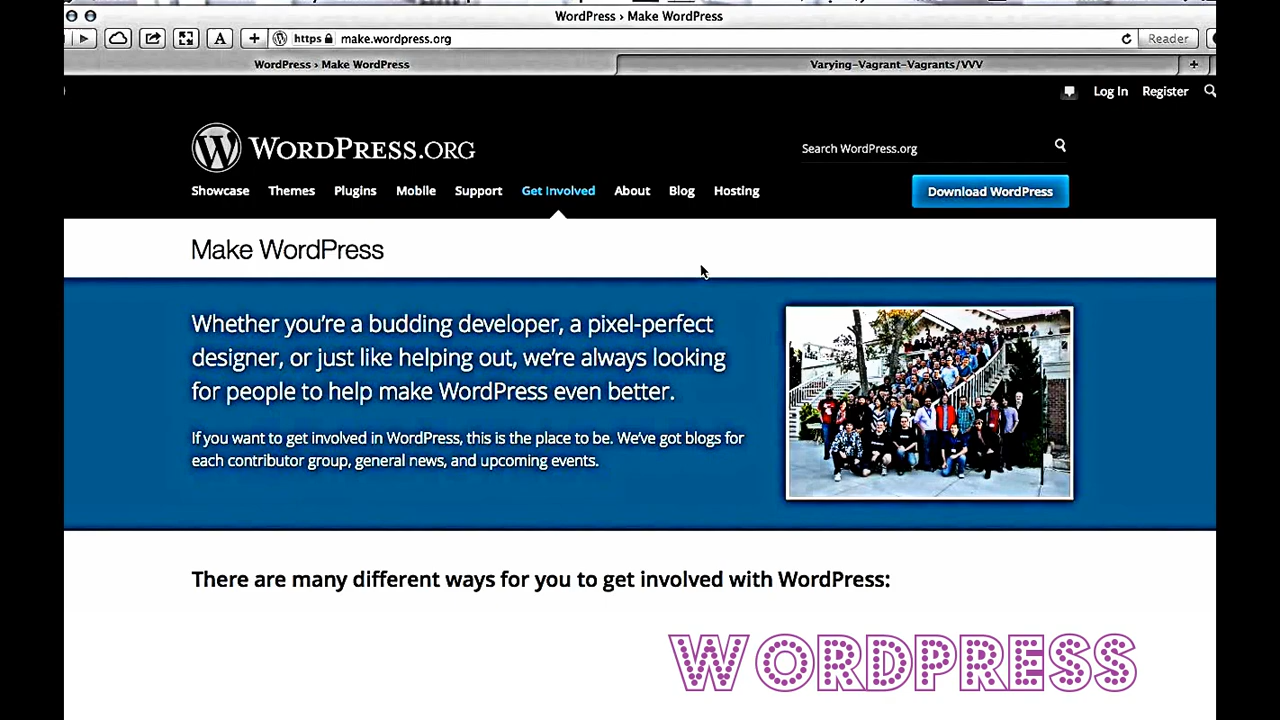 WordPress › Make WordPress
A + https make.wordpress.org Reader
WordPress › Make WordPress Varying-Vagrant-Vagrants/VVV +
Log In Register
WORDPRESS.ORG
Search WordPress.org
Showcase Themes Plugins Mobile Support Get Involved About Blog Hosting Download WordPress
Make WordPress
Whether you're a budding developer, a pixel-perfect
designer, or just like helping out, we're always looking
for people to help make WordPress even better.
If you want to get involved in WordPress, this is the place to be. We've got blogs for
each contributor group, general news, and upcoming events.
There are many different ways for you to get involved with WordPress:
WORDPRESS